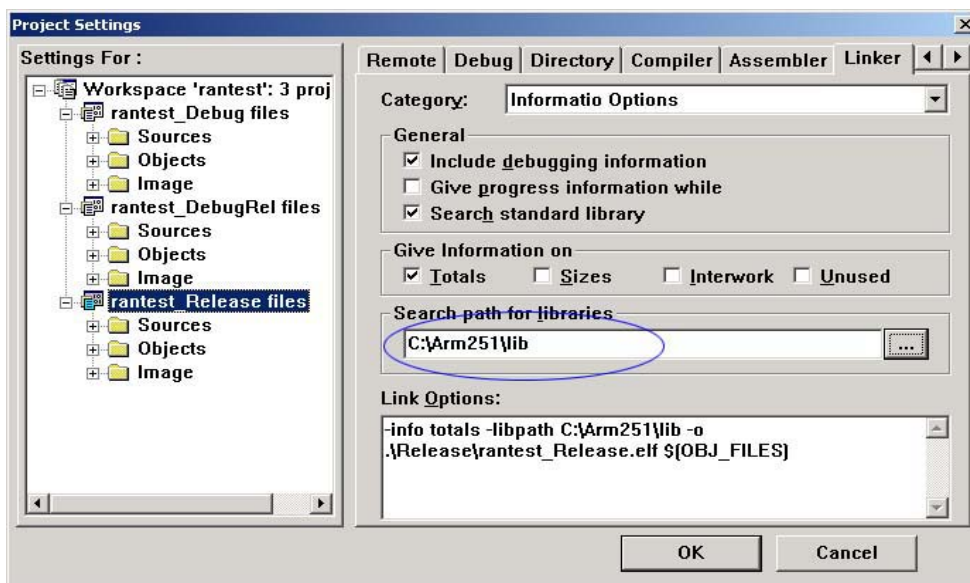 Project Settings
Settings For :
Workspace 'rantest': 3 proj
rantest_Debug files
Sources
Objects
Image
rantest_DebugRel files
Sources
Objects
Image
rantest_Release files
Sources
Objects
Image
Remote Debug Directory Compiler Assembler Linker
Category: Informatio Options
General
Include debugging information
Give progress information while
Search standard library
Give Information on
Totals Sizes Interwork Unused
Search path for libraries
C:\Arm251\lib ...
Link Options:
-info totals -libpath C:\Arm251\lib -o
.\Release\rantest_Release.elf $(OBJ_FILES)
OK Cancel